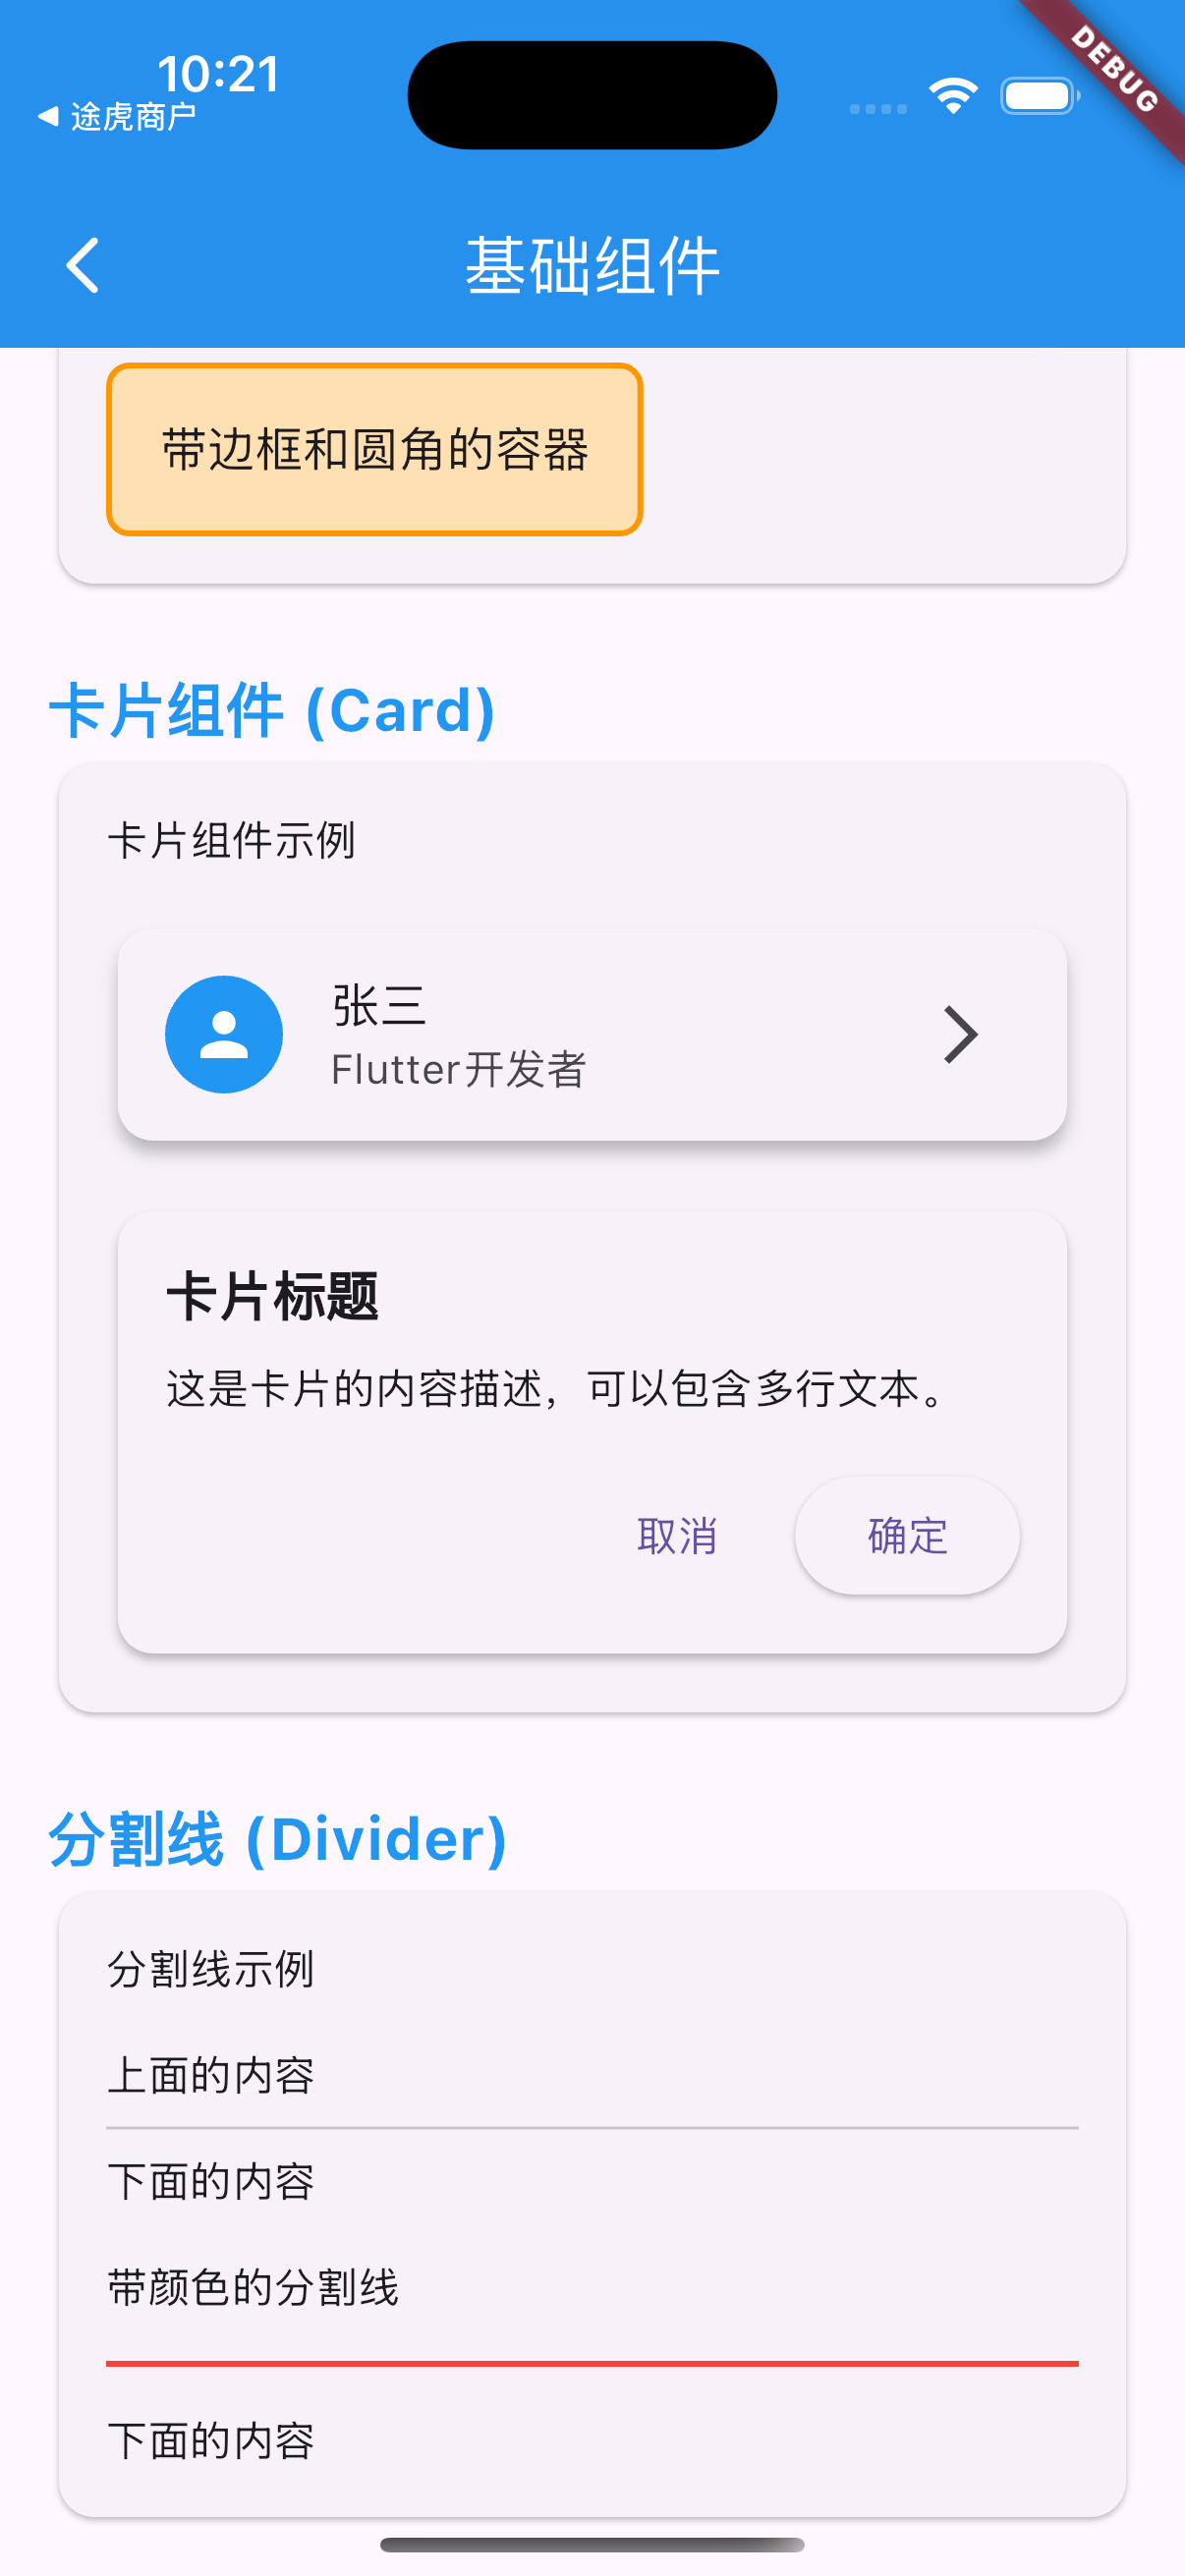 10:21
途虎商户
DEBUG
基础组件
带边框和圆角的容器
卡片组件 (Card)
卡片组件示例
张三
Flutter开发者
卡片标题
这是卡片的内容描述，可以包含多行文本。
取消
确定
分割线 (Divider)
分割线示例
上面的内容
下面的内容
带颜色的分割线
下面的内容